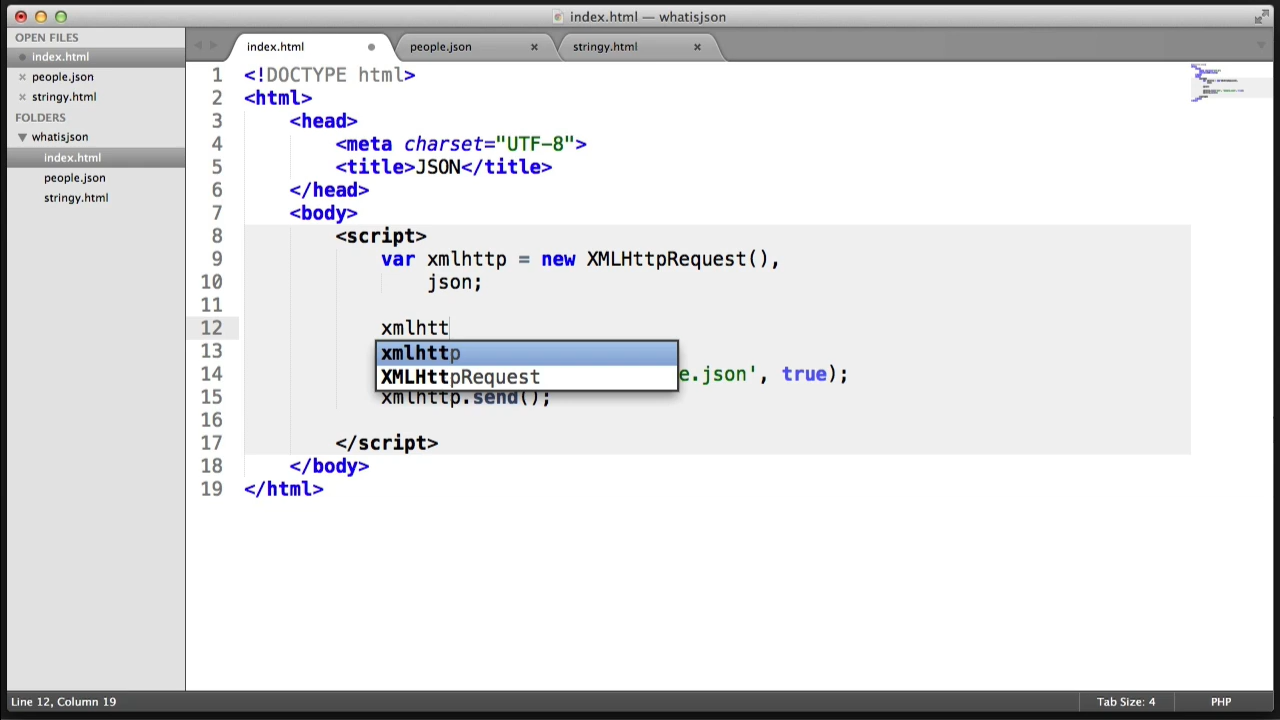 index.html — whatisjson
OPEN FILES
index.html
people.json
stringy.html
FOLDERS
whatisjson
index.html
people.json
stringy.html
index.html
people.json
stringy.html
1 <!DOCTYPE html>
2 <html>
3 <head>
4 <meta charset="UTF-8">
5 <title>JSON</title>
6 </head>
7 <body>
8 <script>
9 var xmlhttp = new XMLHttpRequest(),
10 json;
11
12 xmlhtt
xmlhttp
13
XMLHttpRequest
14 e.json', true);
15 xmlhttp.send();
16
17 </script>
18 </body>
19 </html>
Line 12, Column 19
Tab Size: 4
PHP